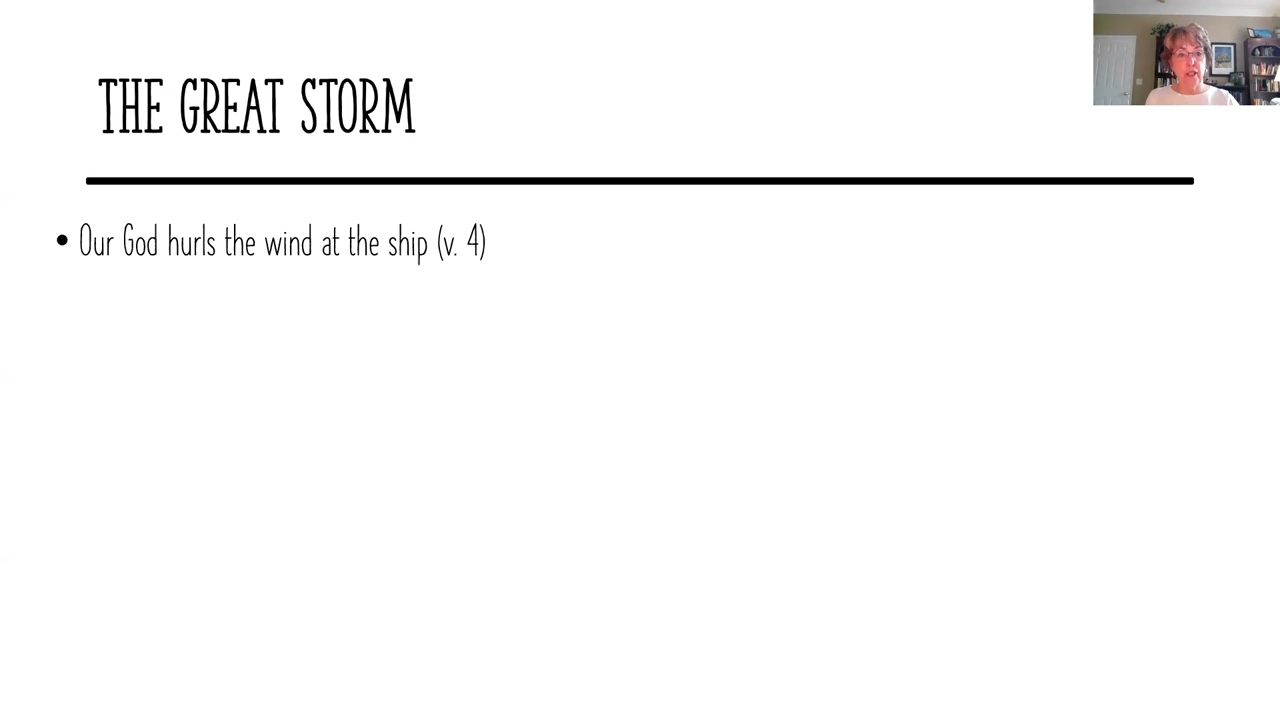 THE GREAT STORM
• Our God hurls the wind at the ship (v. 4)